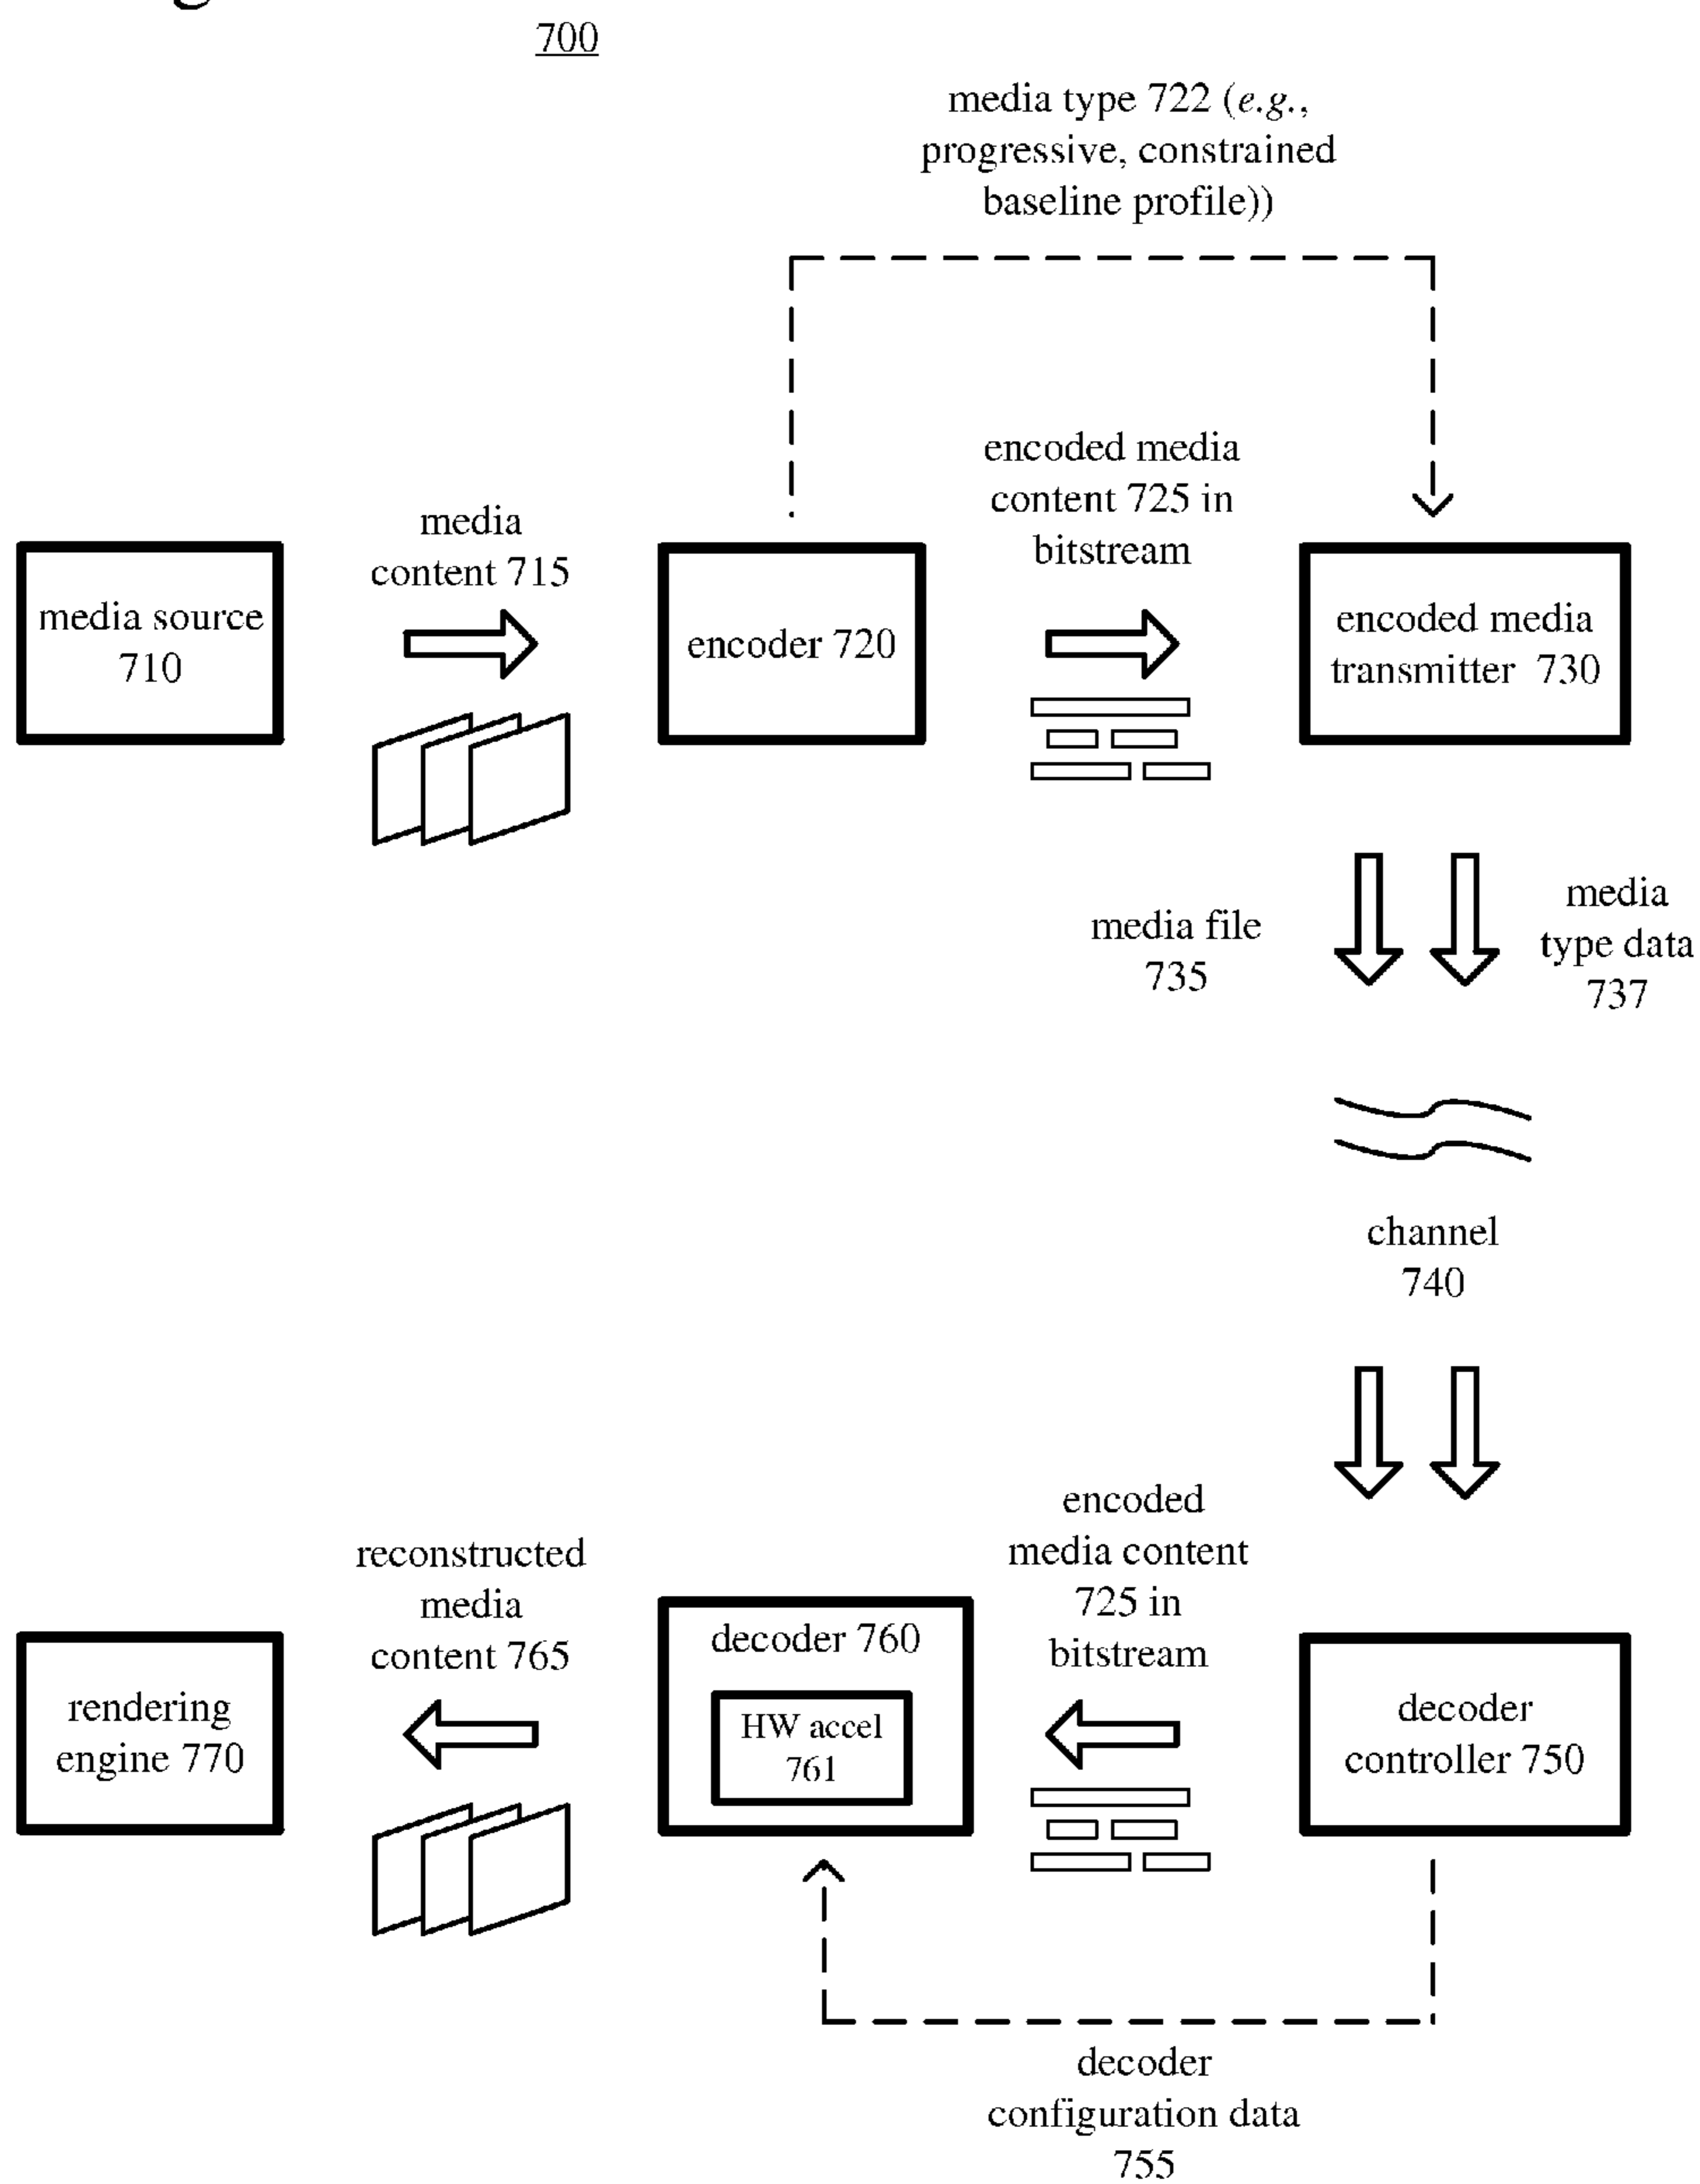 700
media type 722 (e.g.,
progressive, constrained
baseline profile))
media
content 715
encoded media
content 725 in
bitstream
media source
710
encoder 720
encoded media
transmitter 730
media file
735
media
type data
737
channel
740
reconstructed
media
content 765
encoded
media content
725 in
bitstream
rendering
engine 770
decoder 760
HW accel
761
decoder
controller 750
decoder
configuration data
755